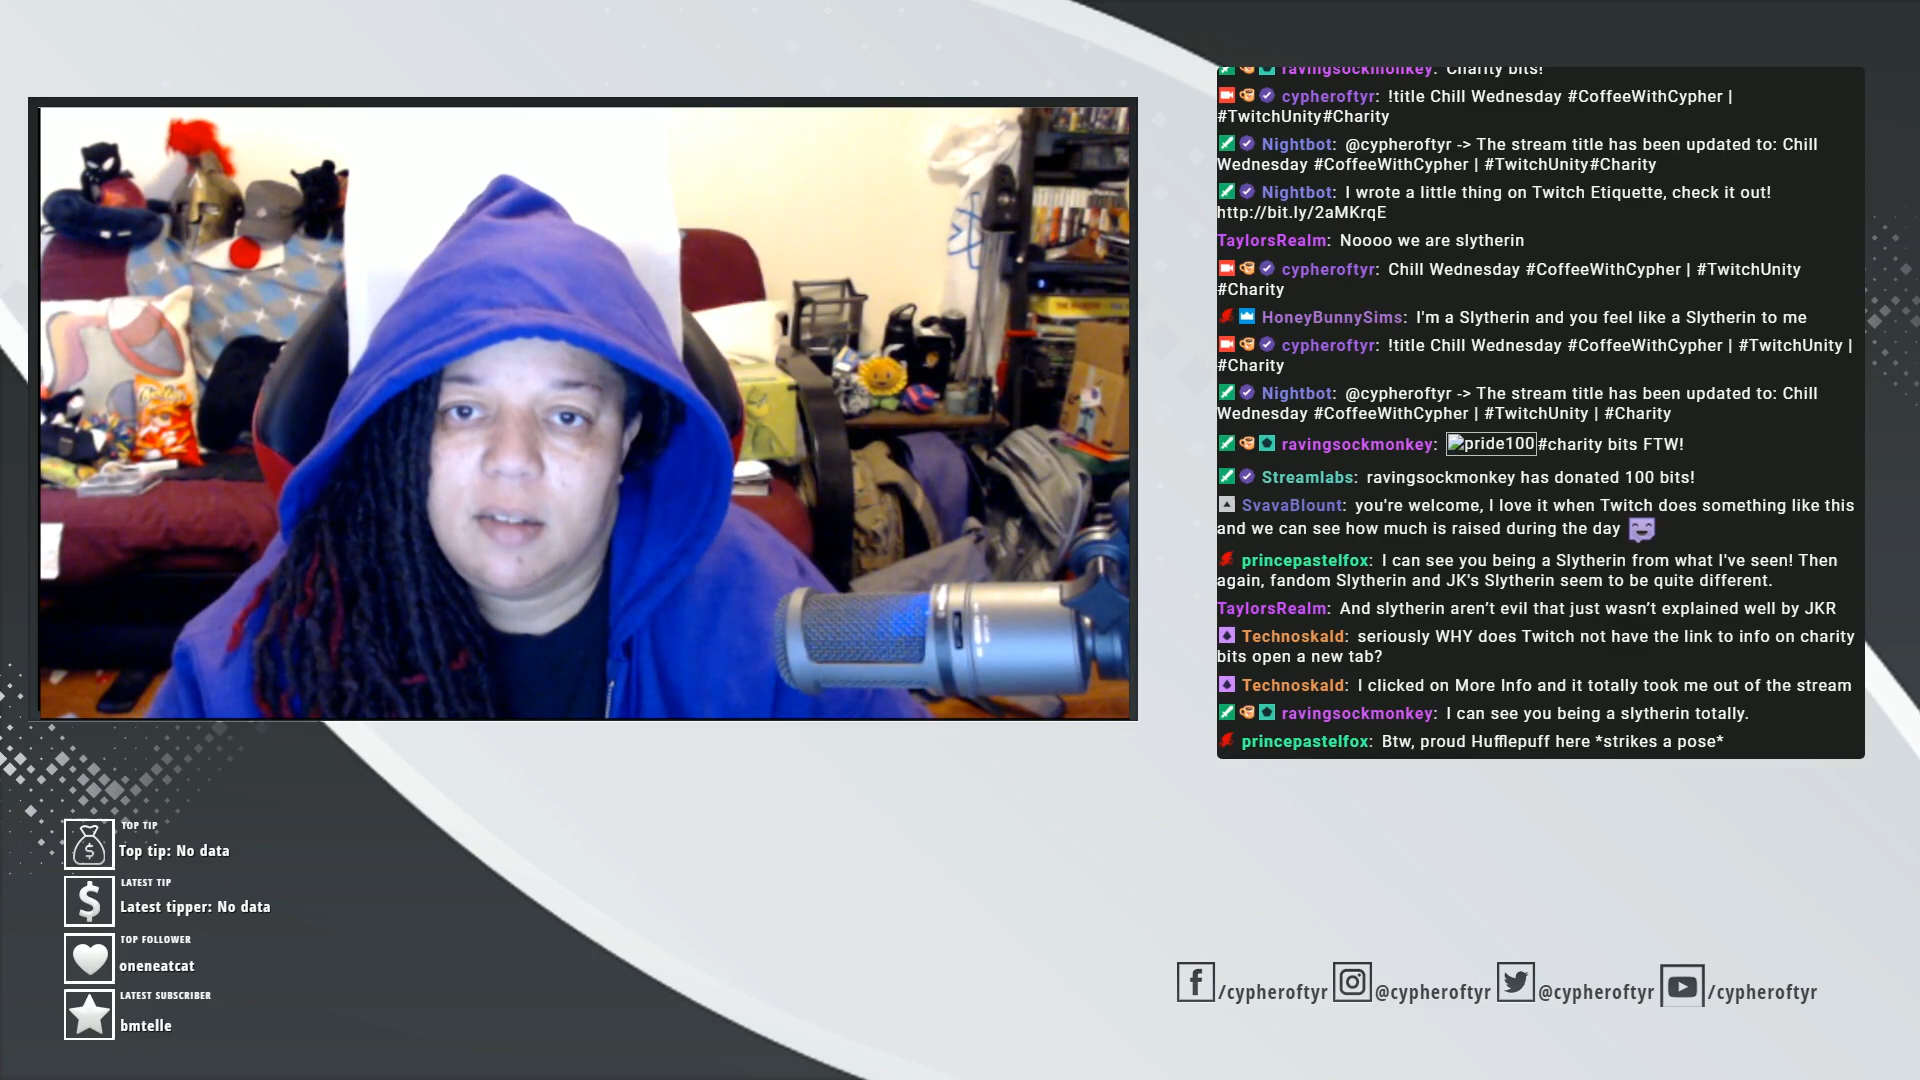 ravingsockmonkey: Charity bits!
cypheroftyr: !title Chill Wednesday #CoffeeWithCypher |
#TwitchUnity#Charity
Nightbot: @cypheroftyr -> The stream title has been updated to: Chill
Wednesday #CoffeeWithCypher | #TwitchUnity#Charity
Nightbot: I wrote a little thing on Twitch Etiquette, check it out!
http://bit.ly/2aMKrqE
TaylorsRealm: Noooo we are slytherin
cypheroftyr: Chill Wednesday #CoffeeWithCypher | #TwitchUnity
#Charity
HoneyBunnySims: I'm a Slytherin and you feel like a Slytherin to me
cypheroftyr: !title Chill Wednesday #CoffeeWithCypher | #TwitchUnity |
#Charity
Nightbot: @cypheroftyr -> The stream title has been updated to: Chill
Wednesday #CoffeeWithCypher | #TwitchUnity | #Charity
ravingsockmonkey: pride100#charity bits FTW!
Streamlabs: ravingsockmonkey has donated 100 bits!
SvavaBlount: you're welcome, I love it when Twitch does something like this
and we can see how much is raised during the day
princepastelfox: I can see you being a Slytherin from what I've seen! Then
again, fandom Slytherin and JK's Slytherin seem to be quite different.
TaylorsRealm: And slytherin aren’t evil that just wasn’t explained well by JKR
Technoskald: seriously WHY does Twitch not have the link to info on charity
bits open a new tab?
Technoskald: I clicked on More Info and it totally took me out of the stream
ravingsockmonkey: I can see you being a slytherin totally.
princepastelfox: Btw, proud Hufflepuff here *strikes a pose*
TOP TIP
Top tip: No data
LATEST TIP
Latest tipper: No data
TOP FOLLOWER
oneneatcat
LATEST SUBSCRIBER
bmtelle
/cypheroftyr @cypheroftyr @cypheroftyr /cypheroftyr